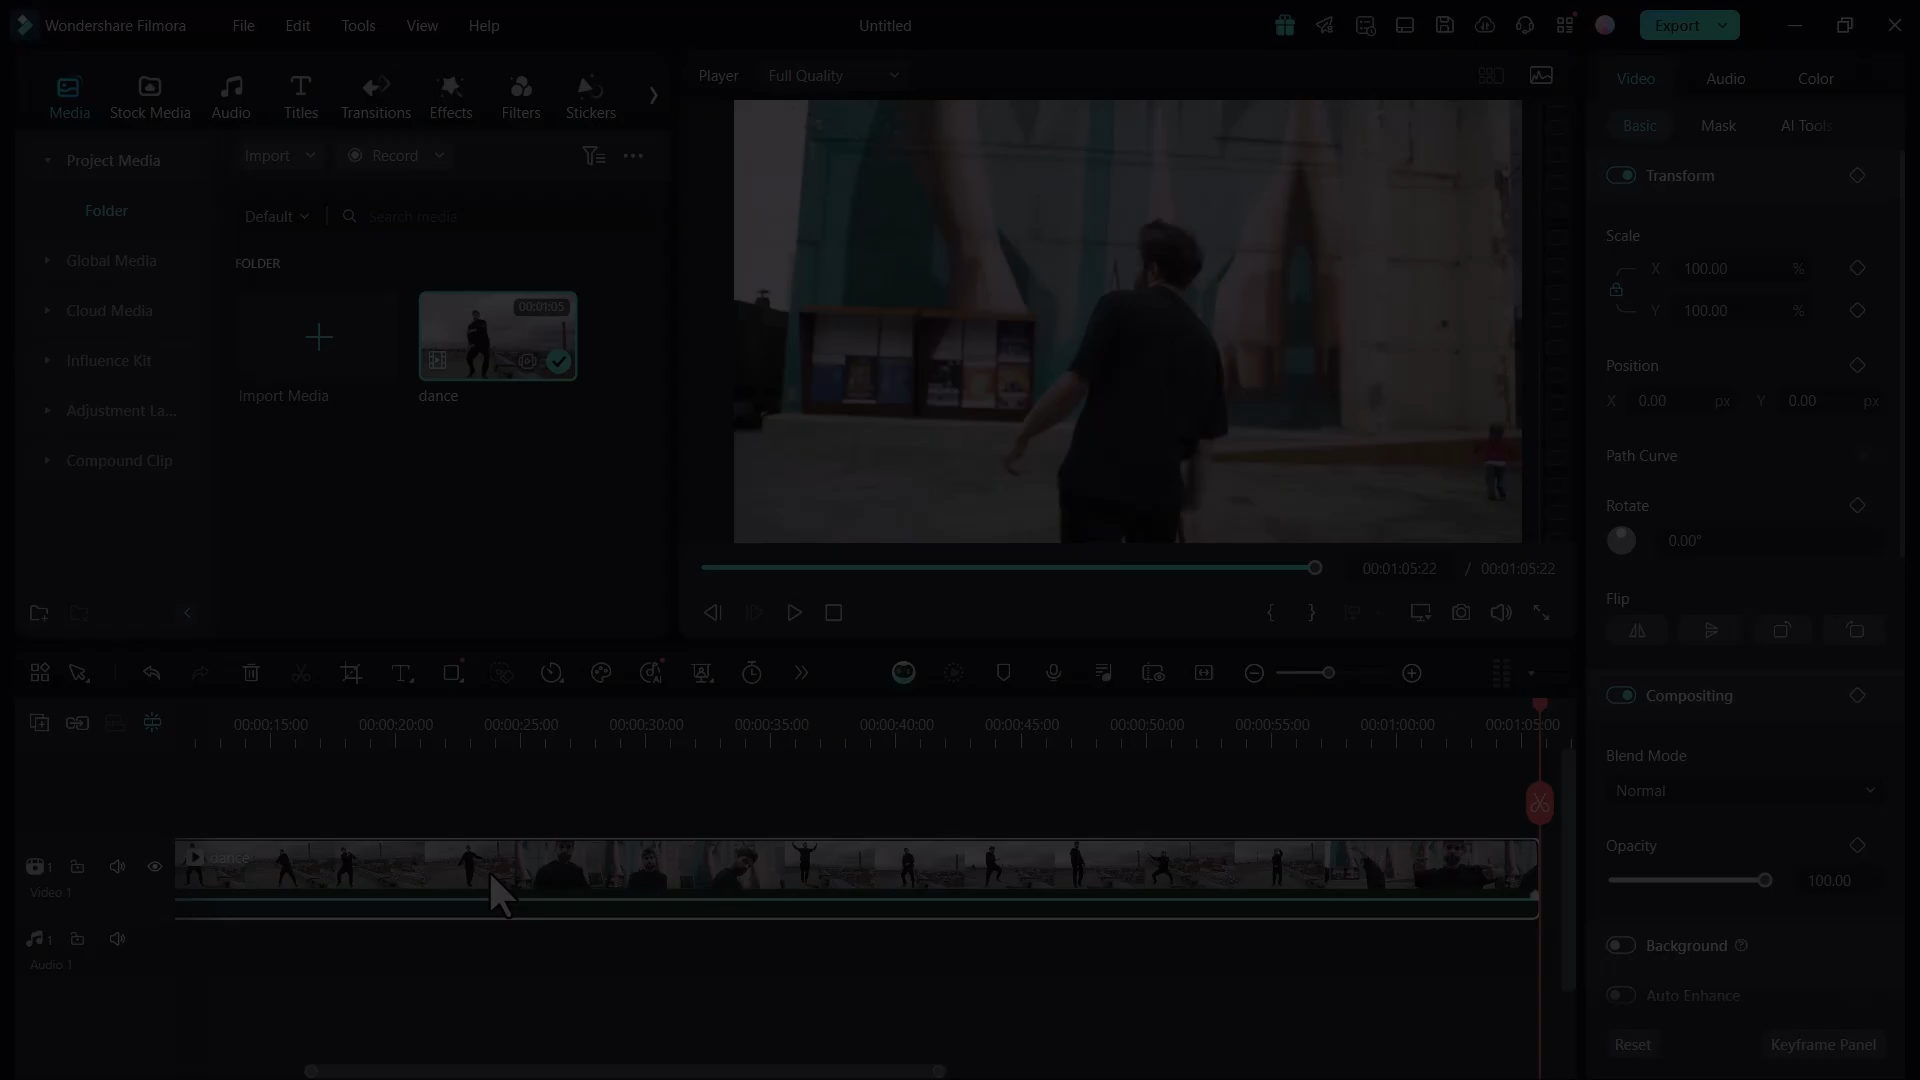 Wondershare Filmora File Edit Tools View Help Untitled Export
Media Stock Media Audio Titles Transitions Effects Filters Stickers
Project Media
Folder
Global Media
Cloud Media
Influence Kit
Adjustment La...
Compound Clip
Import Record
Default Search media
FOLDER
00:01:05
Import Media
dance
Player Full Quality
00:01:05:22 / 00:01:05:22
Video Audio Color
Basic Mask AI Tools
Transform
Scale
X 100.00 %
Y 100.00 %
Position
X 0.00 px Y 0.00 px
Path Curve
Rotate
0.00°
Flip
Compositing
Blend Mode
Normal
Opacity
100.00
Background
Auto Enhance
Reset Keyframe Panel
00:00:15:00 00:00:20:00 00:00:25:00 00:00:30:00 00:00:35:00 00:00:40:00 00:00:45:00 00:00:50:00 00:00:55:00 00:01:00:00 00:01:05:00
dance
1
Video 1
1
Audio 1